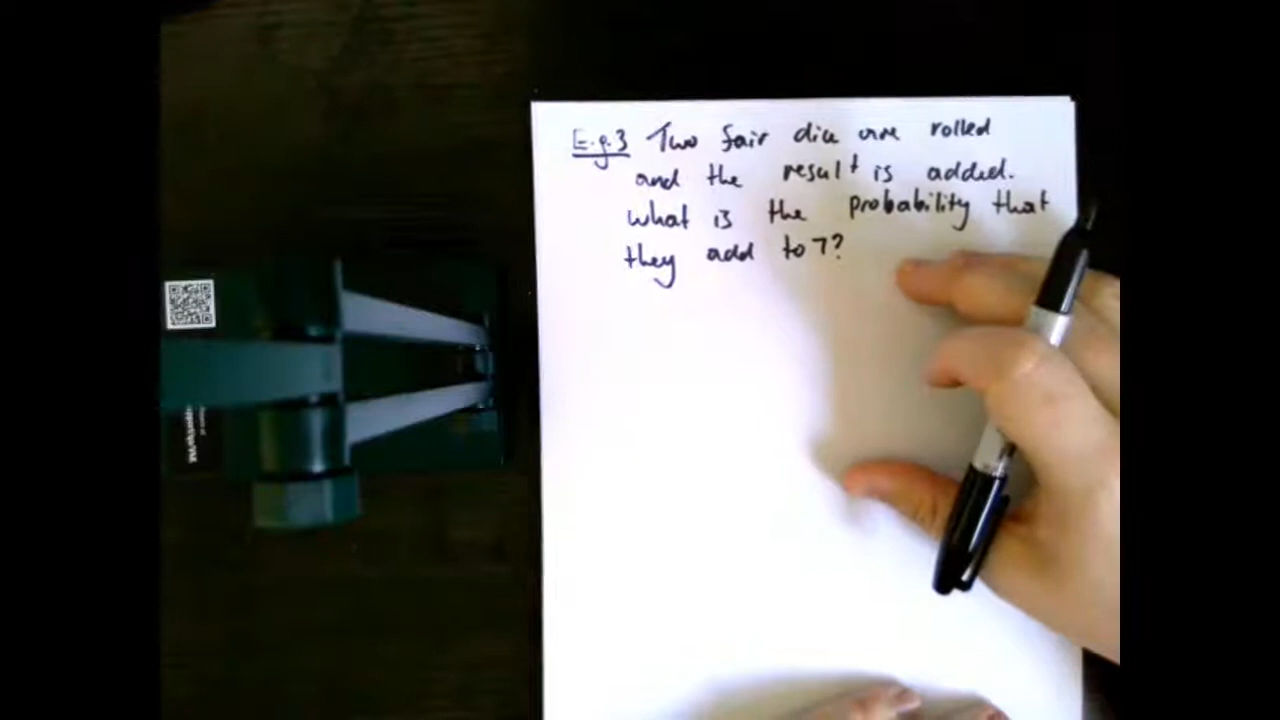 E.g.3 Two fair dice are rolled
and the result is added.
What is the probability that
they add to 7?